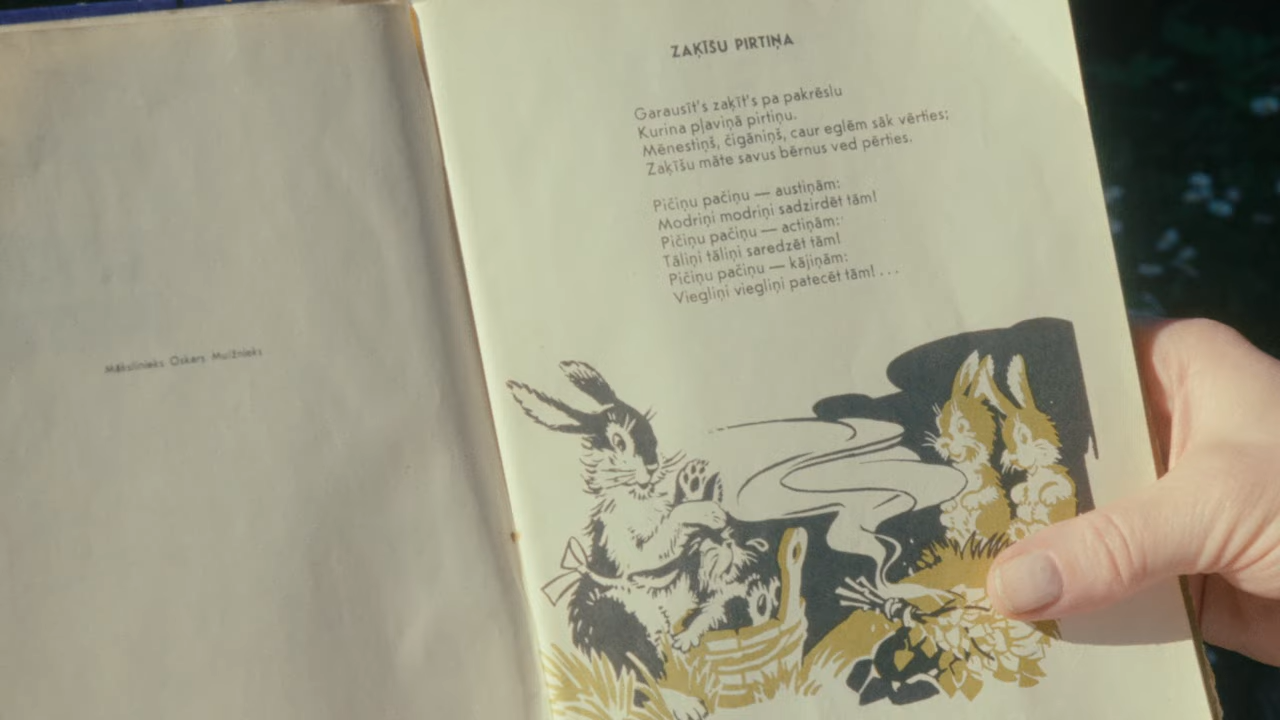 Mākslinieks Oskars Muižnieks
ZAĶĪŠU PIRTIŅA
Garausīt's zaķīt's pa pakrēslu
Kurina pļaviņā pirtiņu.
Mēnestiņš, čigāniņš, caur eglēm sāk vērties;
Zaķīšu māte savus bērnus ved pērties.
Pičiņu pačiņu — austiņām:
Modriņi modriņi sadzirdēt tām!
Pičiņu pačiņu — actiņām:
Tāliņi tāliņi saredzēt tām!
Pičiņu pačiņu — kājiņām:
Viegliņi viegliņi patecēt tām! . . .